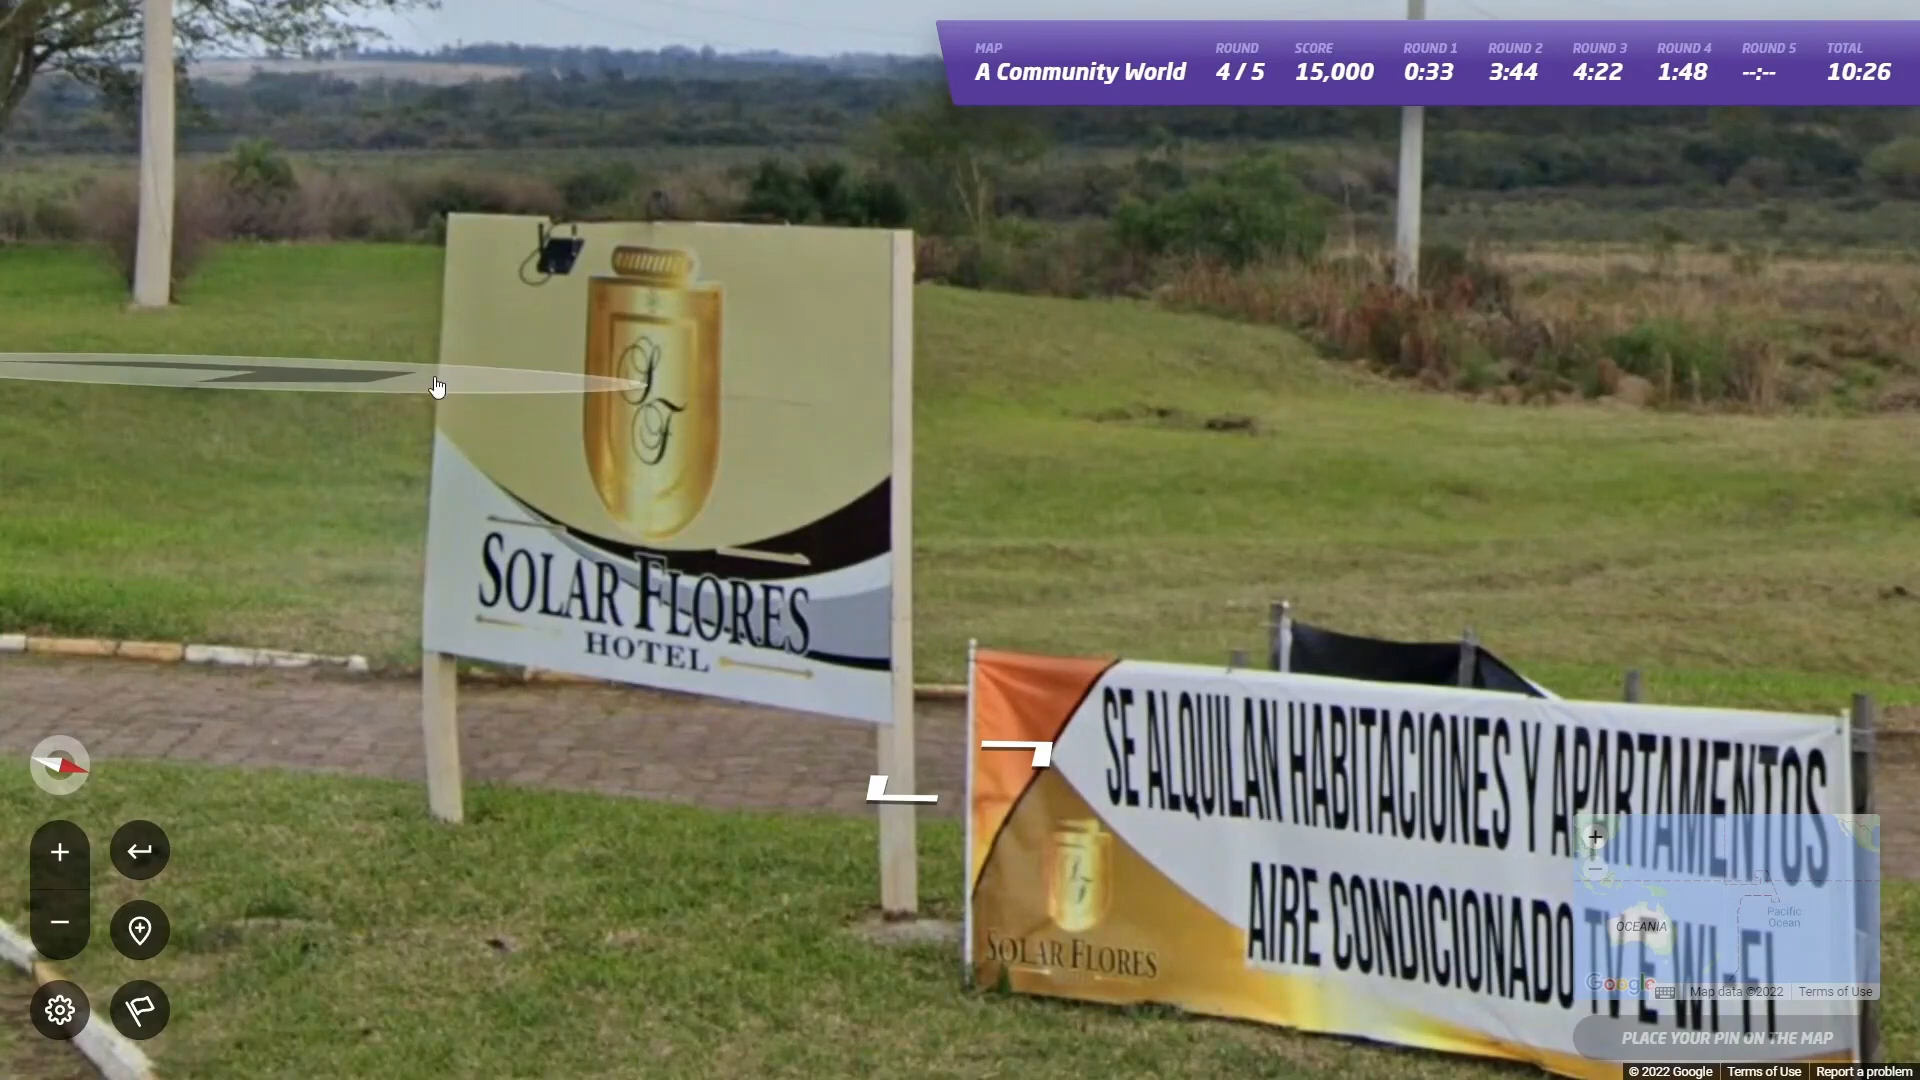 MAP
A Community World
ROUND
4 / 5
SCORE
15,000
ROUND 1
0:33
ROUND 2
3:44
ROUND 3
4:22
ROUND 4
1:48
ROUND 5
--:--
TOTAL
10:26
SF
SOLAR FLORES
HOTEL
SE ALQUILAN HABITACIONES Y APARTAMENTOS
AIRE CONDICIONADO TV E WI-FI
SOLAR FLORES
OCEANIA
Pacific
Ocean
Google
Map data ©2022
Terms of Use
PLACE YOUR PIN ON THE MAP
© 2022 Google
Terms of Use
Report a problem